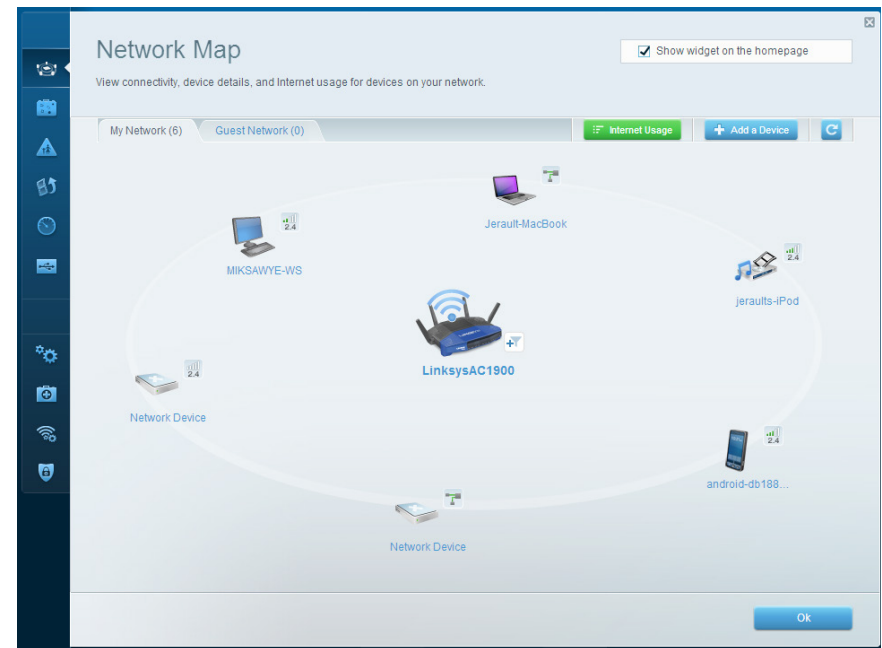 Network Map
Show widget on the homepage
View connectivity, device details, and Internet usage for devices on your network.
My Network (6)
Guest Network (0)
Internet Usage
Add a Device
Jerault-MacBook
2.4
MIKSAWYE-WS
2.4
jeraults-iPod
LinksysAC1900
2.4
Network Device
2.4
android-db188...
Network Device
Ok